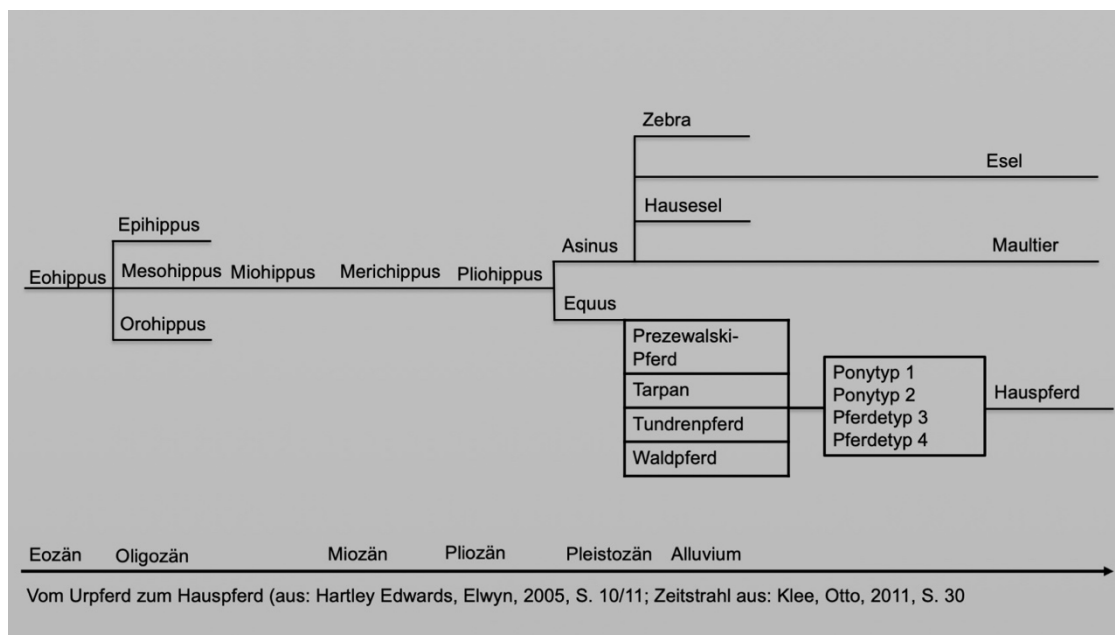 Zebra
Esel
Hausesel
Epihippus
Asinus
Maultier
Eohippus
Mesohippus
Miohippus
Merichippus
Pliohippus
Equus
Orohippus
Prezewalski-
Pferd
Tarpan
Tundrenpferd
Waldpferd
Ponytyp 1
Ponytyp 2
Pferdetyp 3
Pferdetyp 4
Hauspferd
Eozän
Oligozän
Miozän
Pliozän
Pleistozän
Alluvium
Vom Urpferd zum Hauspferd (aus: Hartley Edwards, Elwyn, 2005, S. 10/11; Zeitstrahl aus: Klee, Otto, 2011, S. 30